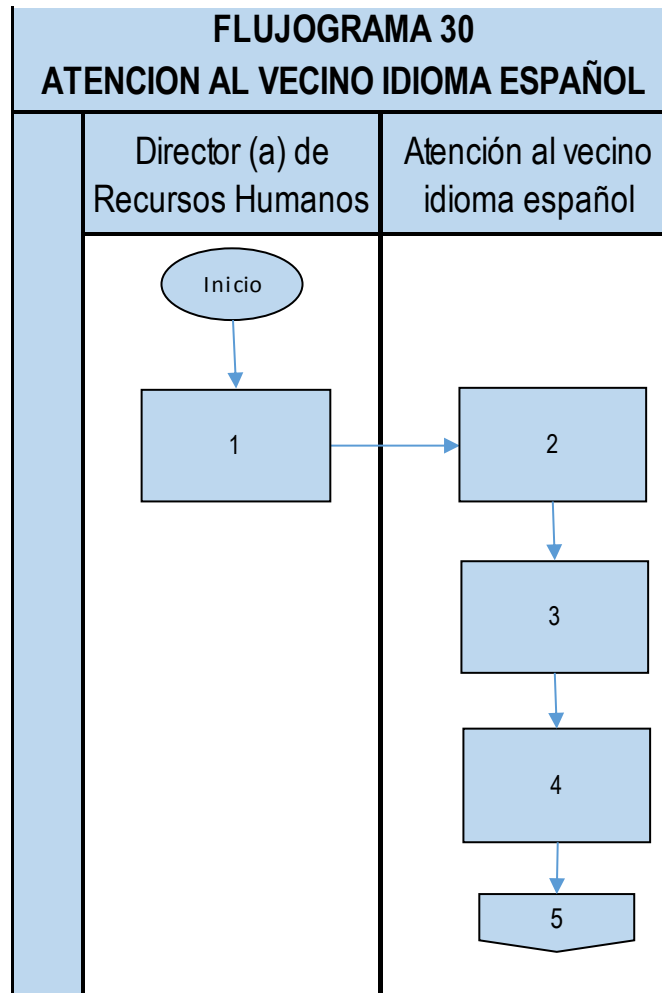 FLUJOGRAMA 30
ATENCION AL VECINO IDIOMA ESPAÑOL
Director (a) de
Recursos Humanos
Atención al vecino
idioma español
Inicio
1
2
3
4
5